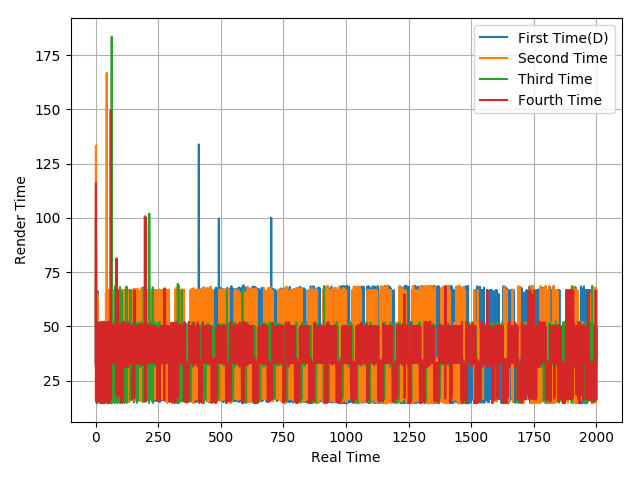 First Time(D)
Second Time
Third Time
Fourth Time
Render Time
175
150
125
100
75
50
25
0 250 500 750 1000 1250 1500 1750 2000
Real Time